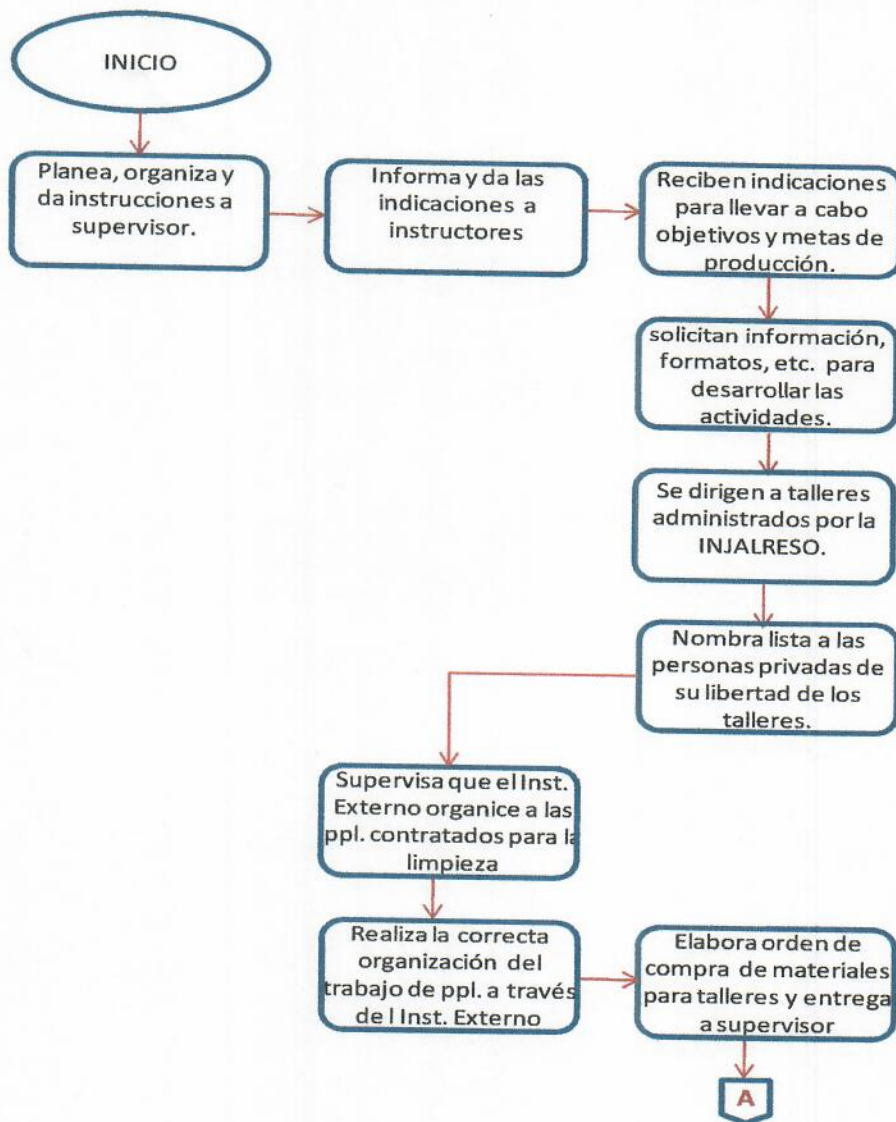 INICIO
Planea, organiza y
da instrucciones a
supervisor.
Informa y da las
indicaciones a
instructores
Reciben indicaciones
para llevar a cabo
objetivos y metas de
producción.
solicitan información,
formatos, etc. para
desarrollar las
actividades.
Se dirigen a talleres
administrados por la
INJALRESO.
Nombra lista a las
personas privadas de
su libertad de los
talleres.
Supervisa que el Inst.
Externo organice a las
ppl. contratados para la
limpieza
Realiza la correcta
organización del
trabajo de ppl. a través
de l Inst. Externo
Elabora orden de
compra de materiales
para talleres y entrega
a supervisor
A